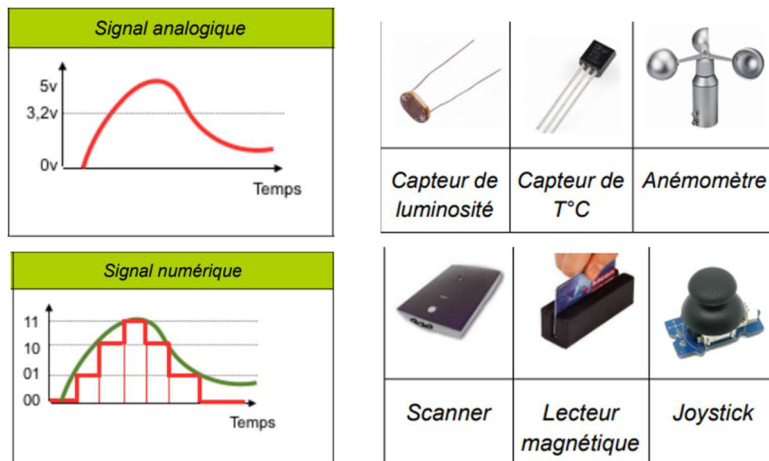 Signal analogique
5v
3,2v
0v
Temps
Capteur de
luminosité
Capteur de
T°C
Anémomètre
Signal numérique
11
10
01
00
Temps
Scanner
Lecteur
magnétique
Joystick